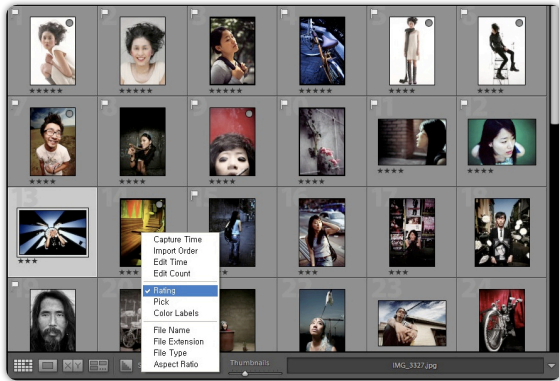 Capture Time
Import Order
Edit Time
Edit Count
Rating
Pick
Color Labels
File Name
File Extension
File Type
Aspect Ratio
XY
Thumbnails
IMG_3327.jpg